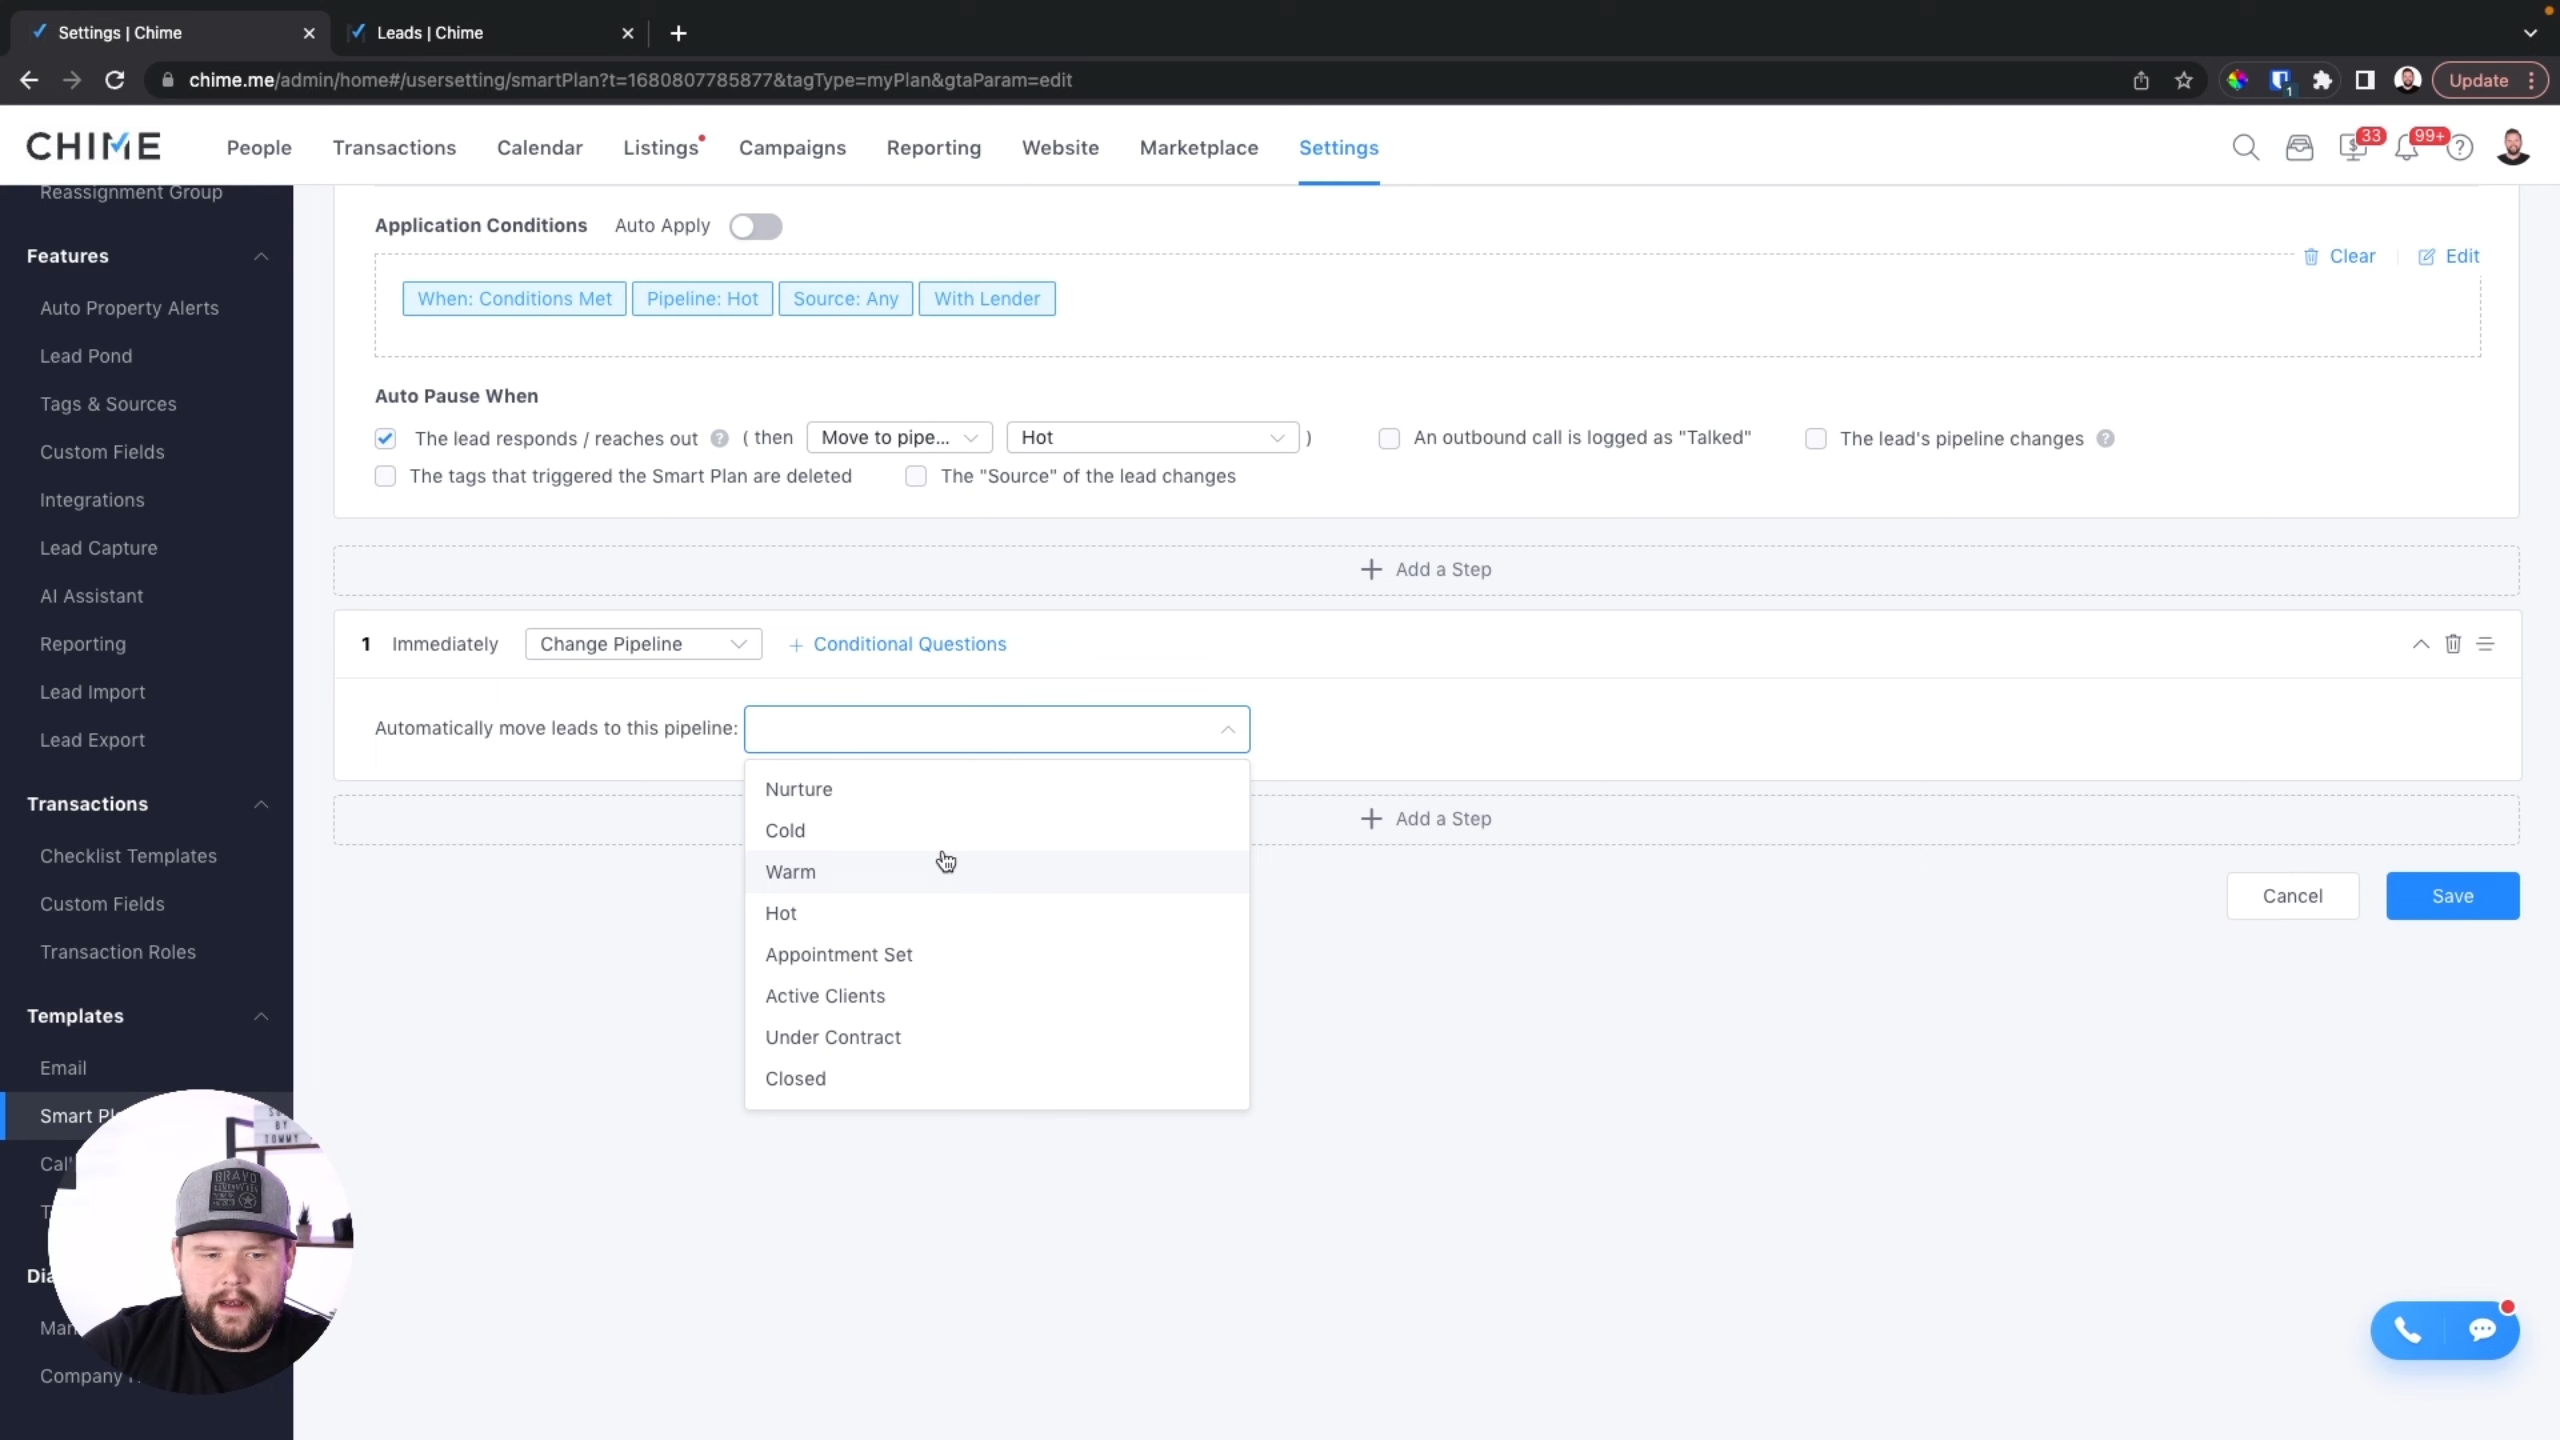 Settings | Chime
Leads | Chime
chime.me/admin/home#/usersetting/smartPlan?t=1680807785877&tagType=myPlan&gtaParam=edit
1
Update
CHIME
People
Transactions
Calendar
Listings
Campaigns
Reporting
Website
Marketplace
Settings
33
99+
Reassignment Group
Features
Auto Property Alerts
Lead Pond
Tags & Sources
Custom Fields
Integrations
Lead Capture
AI Assistant
Reporting
Lead Import
Lead Export
Transactions
Checklist Templates
Custom Fields
Transaction Roles
Templates
Email
Smart Pl
Cal
T
Dia
Man
Company
Application Conditions Auto Apply
Clear
Edit
When: Conditions Met
Pipeline: Hot
Source: Any
With Lender
Auto Pause When
The lead responds / reaches out ? ( then Move to pipe... Hot )
An outbound call is logged as "Talked"
The lead's pipeline changes ?
The tags that triggered the Smart Plan are deleted
The "Source" of the lead changes
+ Add a Step
1 Immediately Change Pipeline + Conditional Questions
Automatically move leads to this pipeline:
Nurture
Cold
Warm
Hot
Appointment Set
Active Clients
Under Contract
Closed
+ Add a Step
Cancel
Save
BY
TOMMY
BRAVO